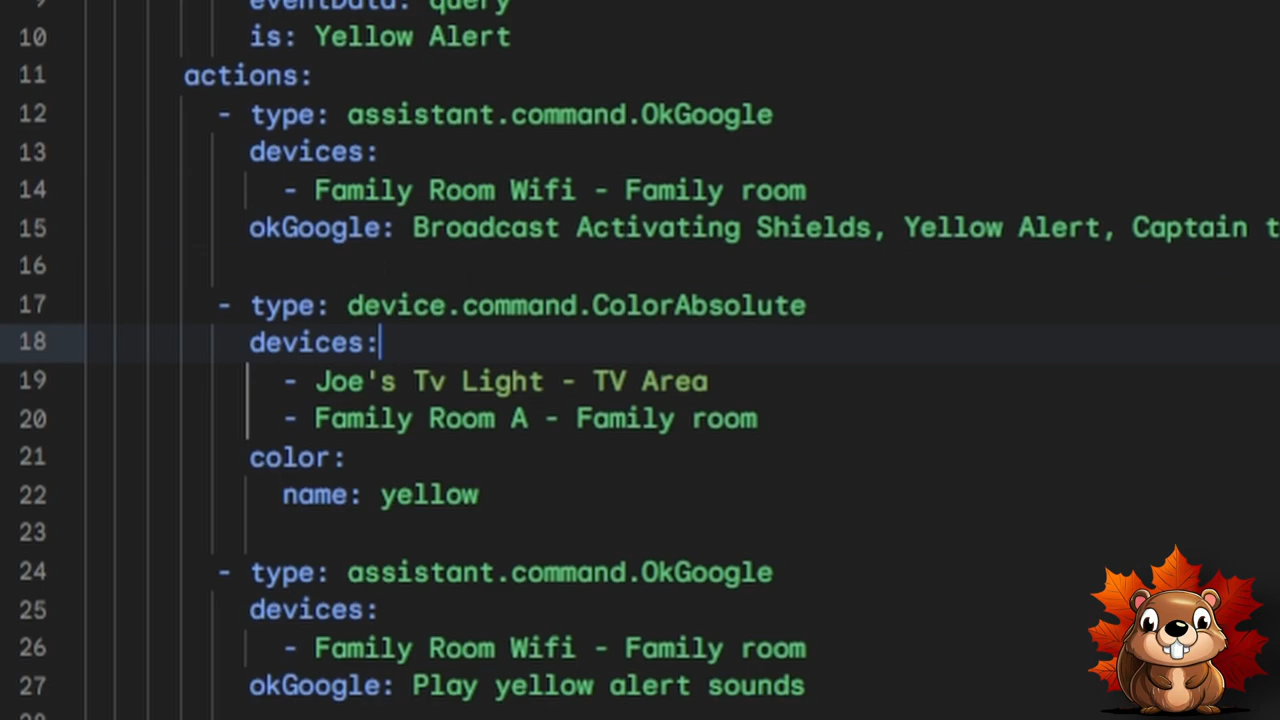 9 eventData: query
10 is: Yellow Alert
11 actions:
12 - type: assistant.command.OkGoogle
13 devices:
14 - Family Room Wifi - Family room
15 okGoogle: Broadcast Activating Shields, Yellow Alert, Captain t
16
17 - type: device.command.ColorAbsolute
18 devices:
19 - Joe's Tv Light - TV Area
20 - Family Room A - Family room
21 color:
22 name: yellow
23
24 - type: assistant.command.OkGoogle
25 devices:
26 - Family Room Wifi - Family room
27 okGoogle: Play yellow alert sounds